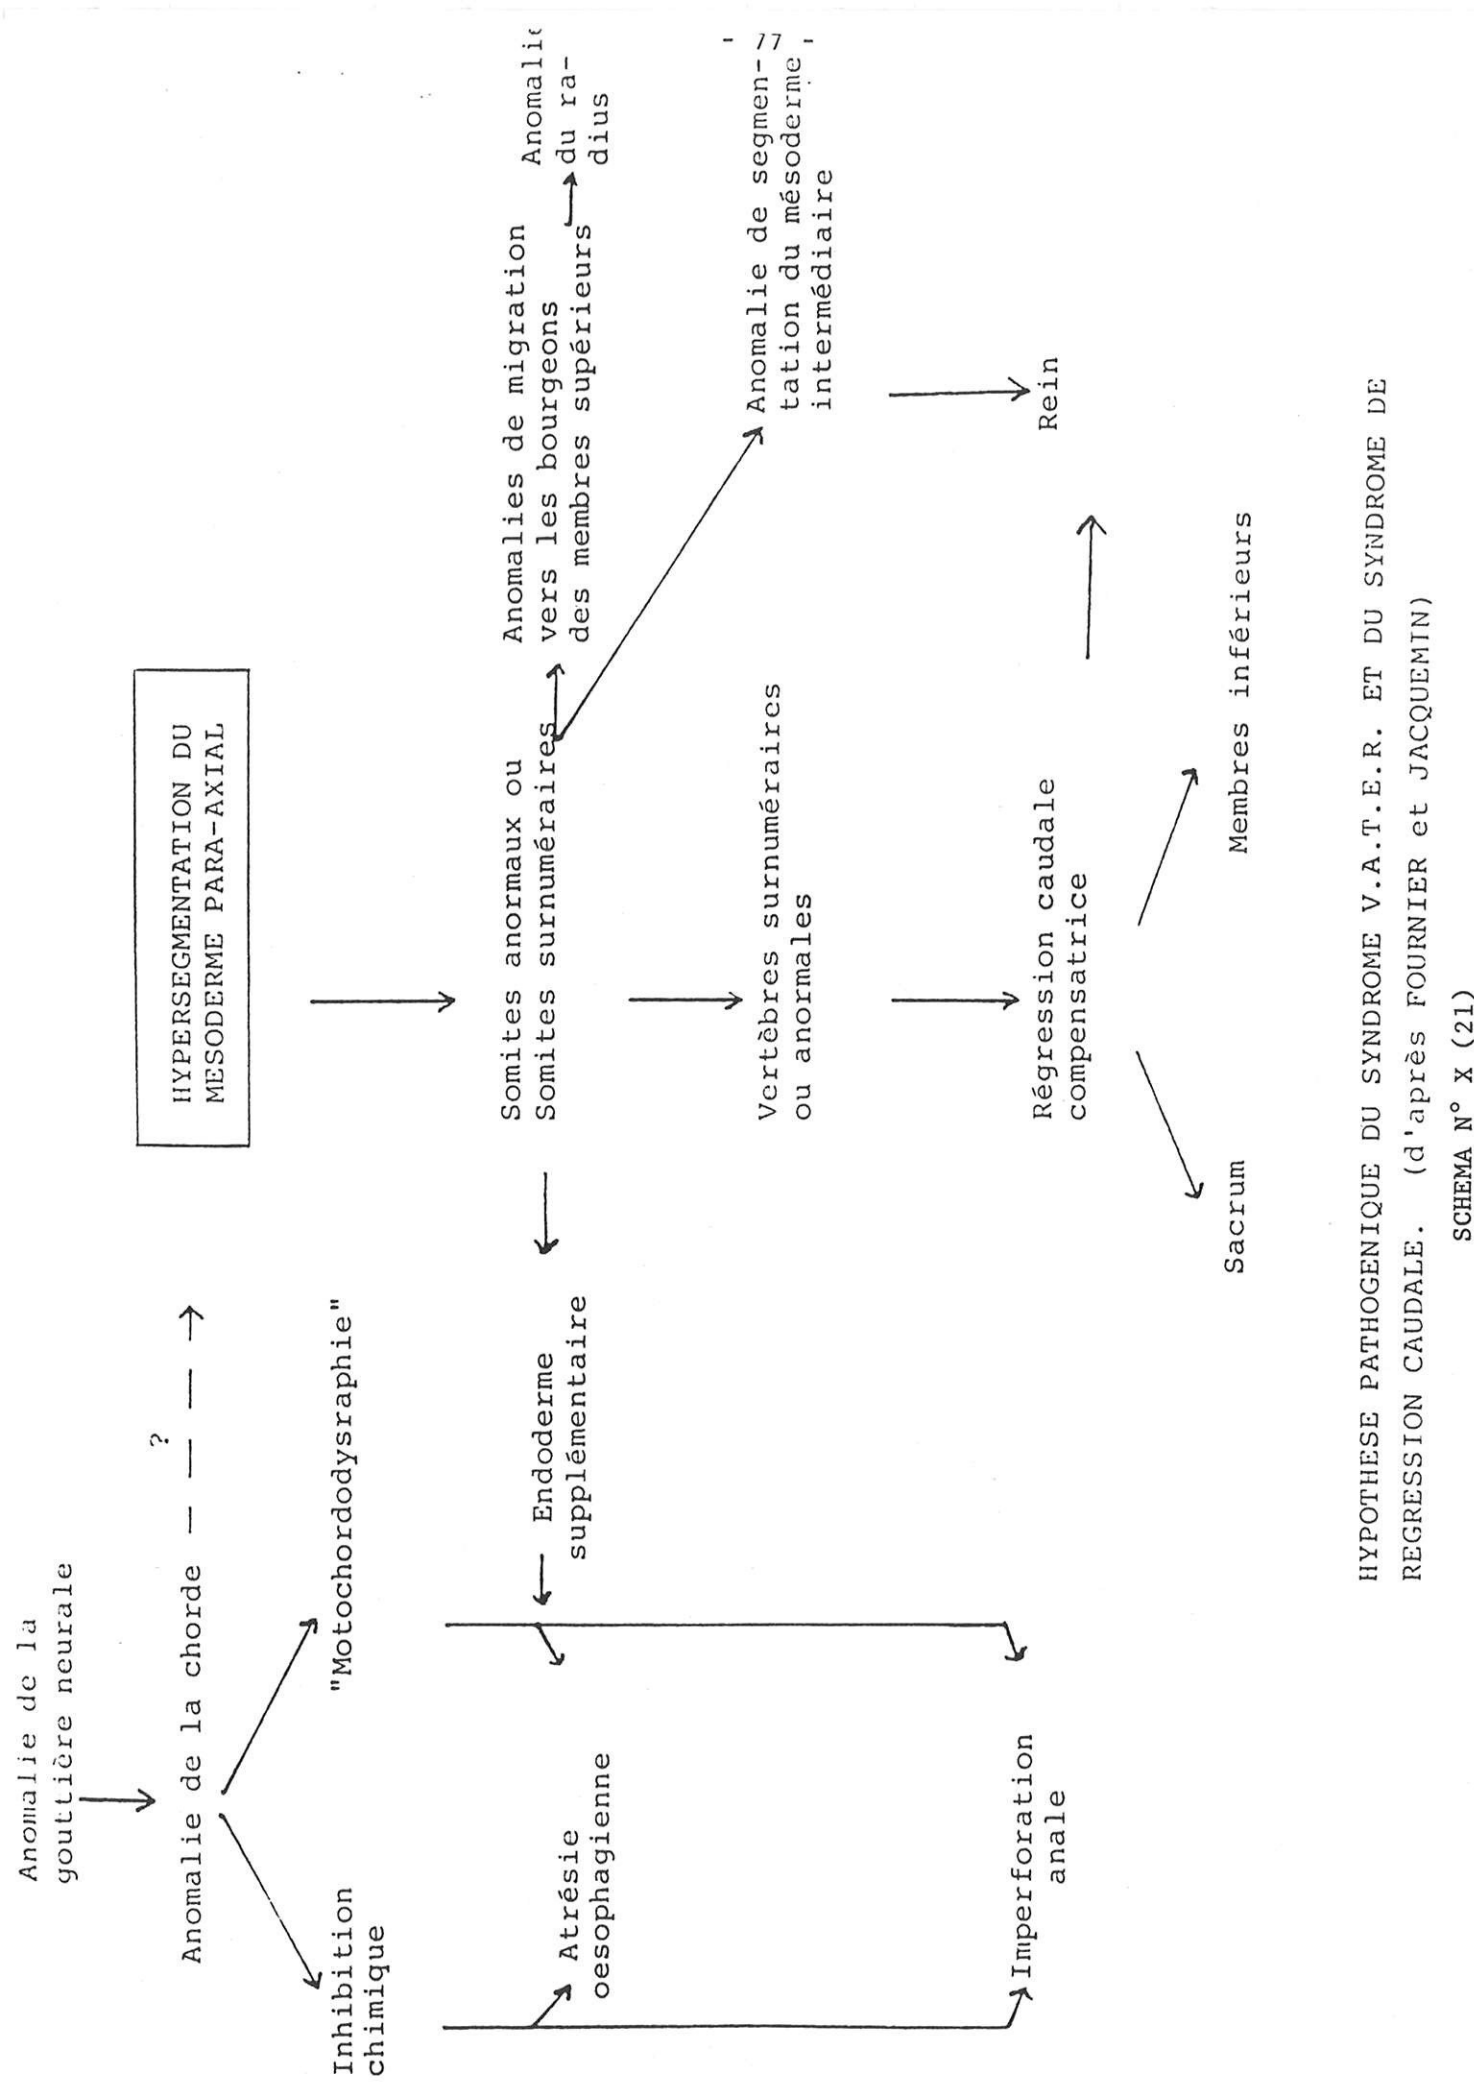 - 77 -
Anomalie de la
gouttière neurale
Anomalie de la chorde
?
HYPERSEGMENTATION DU
MESODERME PARA-AXIAL
Inhibition
chimique
"Motochordodysraphie"
Somites anormaux ou
Somites surnuméraires
Anomalies de migration
vers les bourgeons
des membres supérieurs
Anomalie
du ra-
dius
Atrésie
oesophagienne
Endoderme
supplémentaire
Vertèbres surnuméraires
ou anormales
Anomalie de segmen-
tation du mésoderme
intermédiaire
Imperforation
anale
Régression caudale
compensatrice
Rein
Sacrum
Membres inférieurs
HYPOTHESE PATHOGENIQUE DU SYNDROME V.A.T.E.R. ET DU SYNDROME DE
REGRESSION CAUDALE. (d'après FOURNIER et JACQUEMIN)
SCHEMA N° X (21)